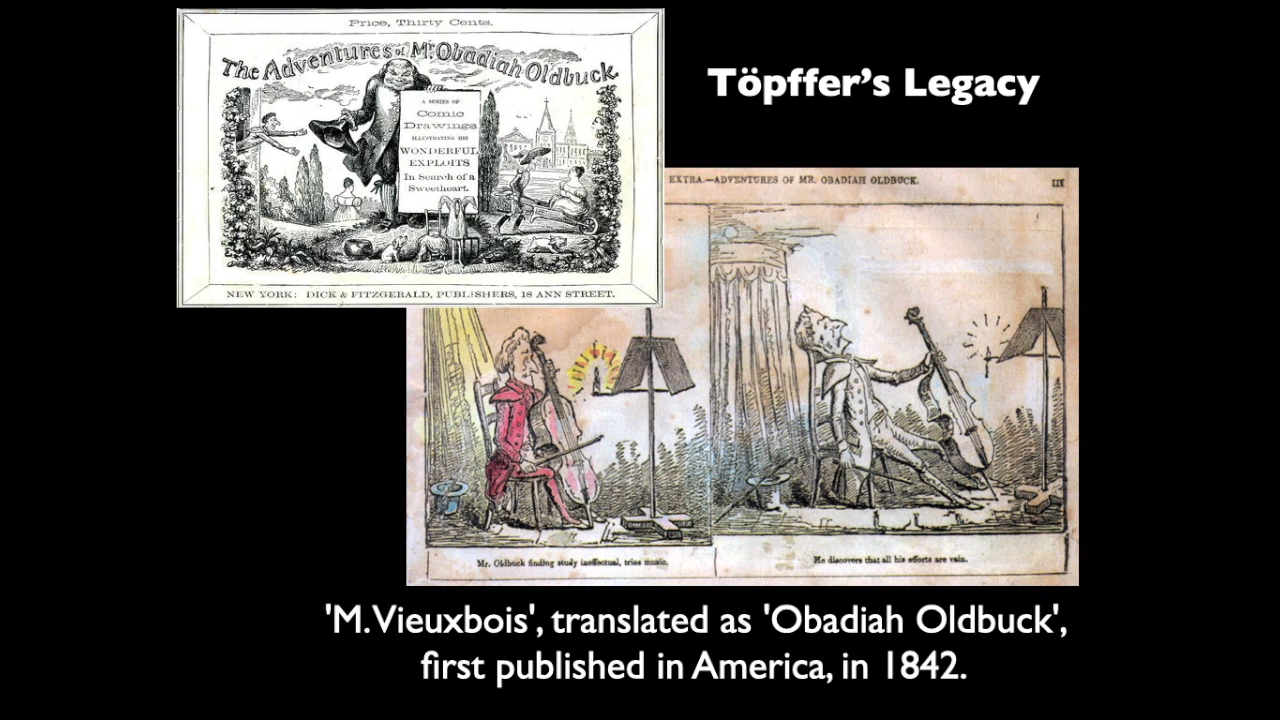 Price, Thirty Cents.
The Adventures of Mr. Obadiah Oldbuck
A SERIES OF
Comic
Drawings
ILLUSTRATING HIS
WONDERFUL
EXPLOITS
In Search of a
Sweetheart.
NEW YORK: DICK & FITZGERALD, PUBLISHERS, 18 ANN STREET.
Töpffer’s Legacy
EXTRA.—ADVENTURES OF MR. OBADIAH OLDBUCK.
Mr. Oldbuck finding study ineffectual, tries music.
He discovers that all his efforts are vain.
'M. Vieuxbois', translated as 'Obadiah Oldbuck',
first published in America, in 1842.